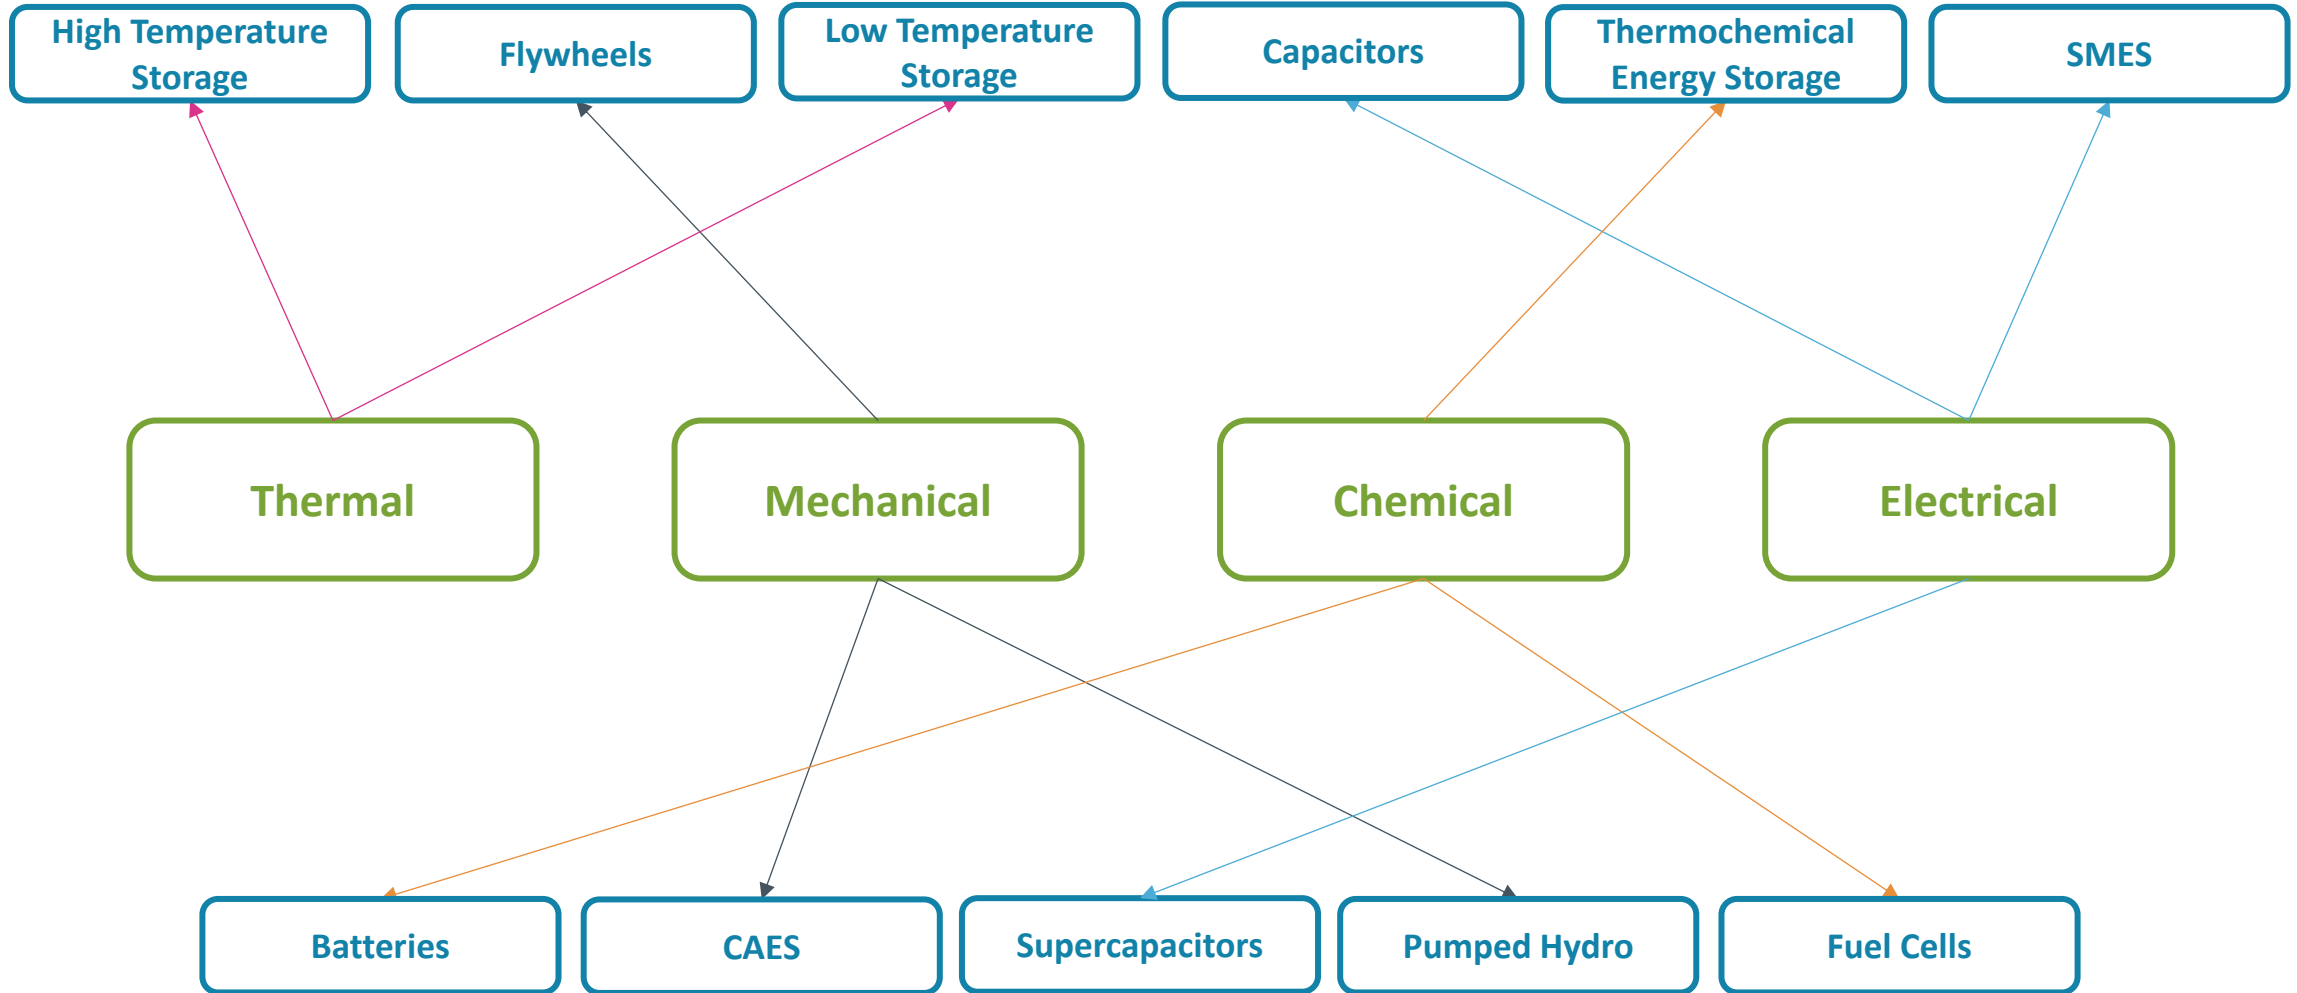 High Temperature
Storage
Flywheels
Low Temperature
Storage
Capacitors
Thermochemical
Energy Storage
SMES
Thermal
Mechanical
Chemical
Electrical
Batteries
CAES
Supercapacitors
Pumped Hydro
Fuel Cells